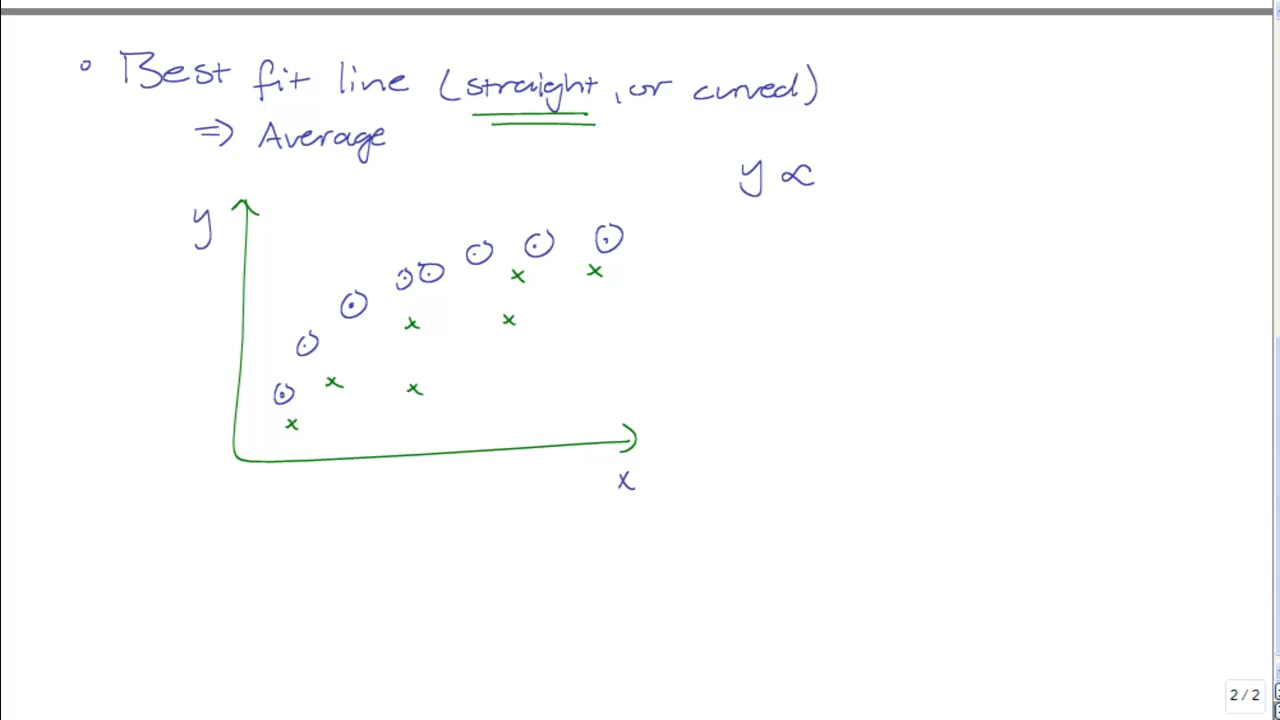 • Best fit line (straight, or curved)
⇒ Average
y ∝
y
x
2 / 2